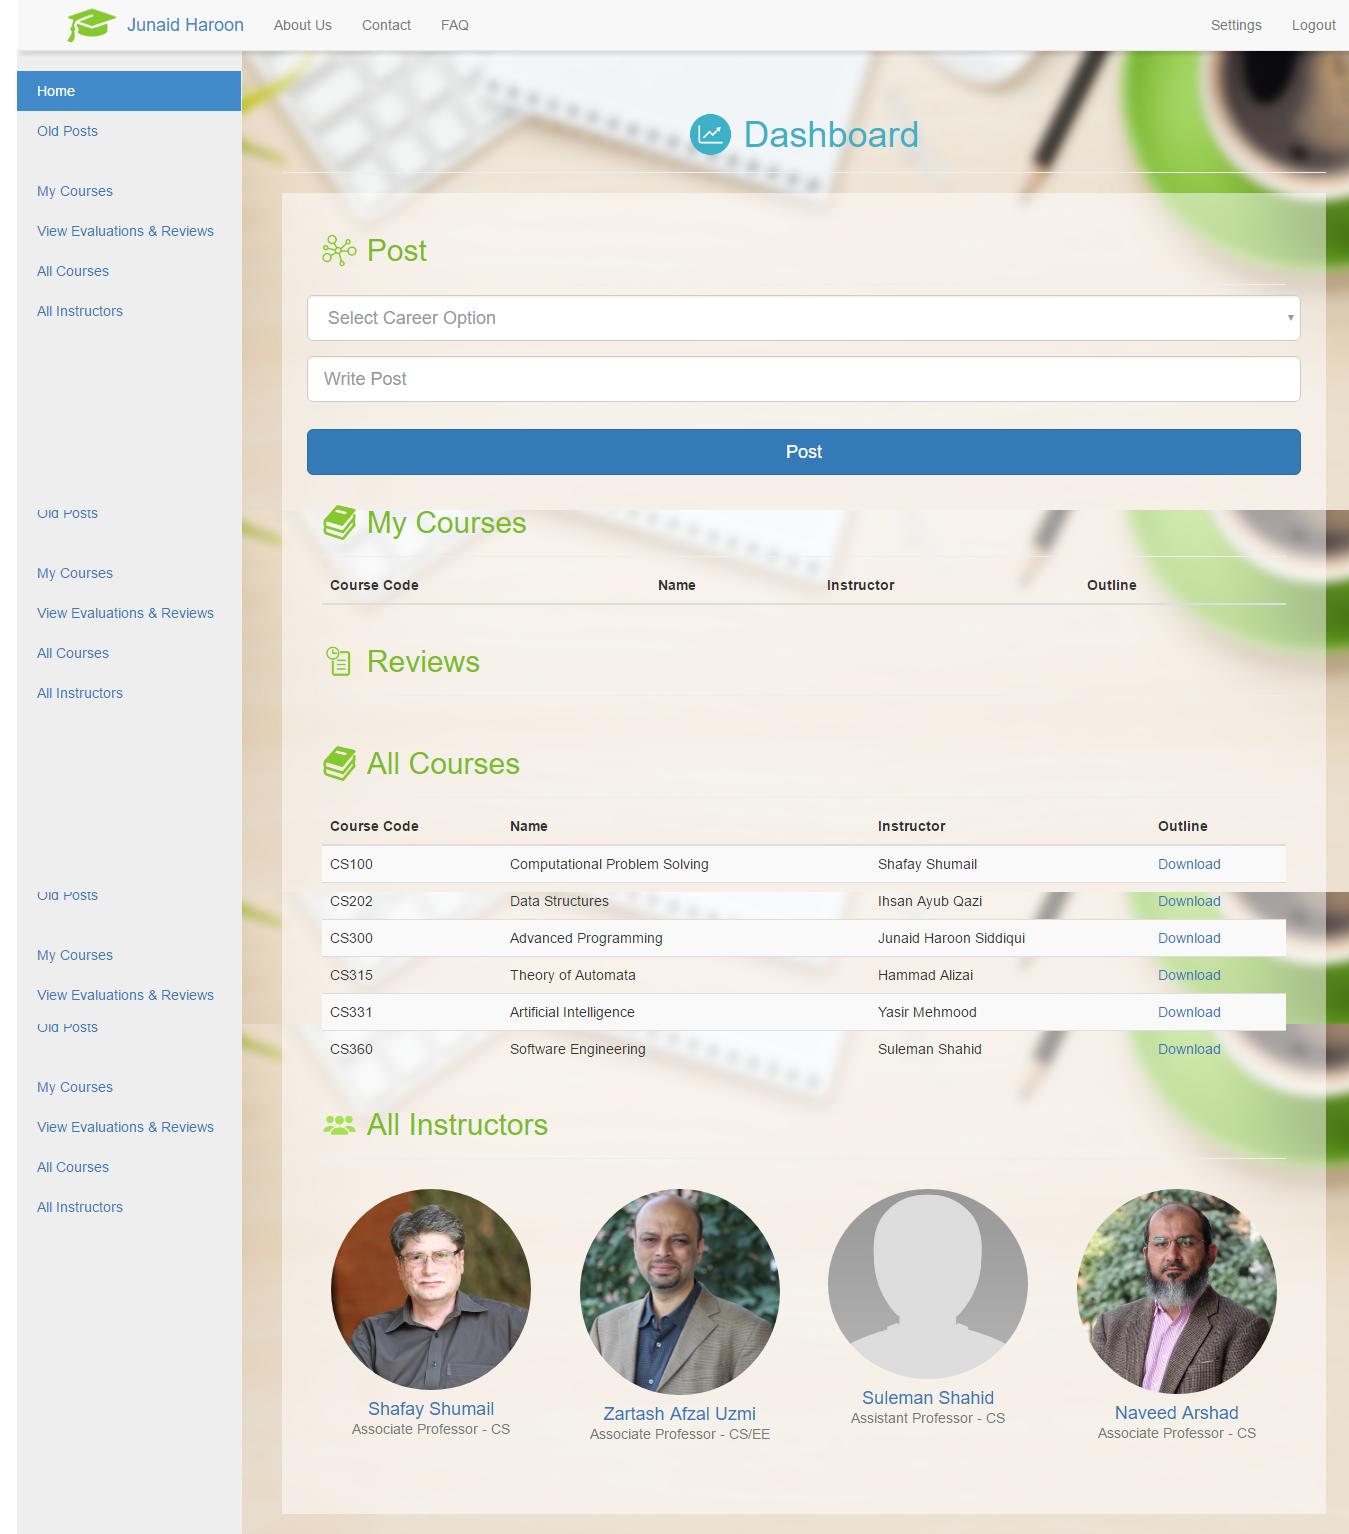 Junaid Haroon About Us Contact FAQ Settings Logout
Home
Old Posts
My Courses
View Evaluations & Reviews
All Courses
All Instructors
Dashboard
Post
Select Career Option
Write Post
Post
Old Posts
My Courses
View Evaluations & Reviews
All Courses
All Instructors
My Courses
Course Code Name Instructor Outline
Reviews
All Courses
Course Code Name Instructor Outline
CS100 Computational Problem Solving Shafay Shumail Download
Old Posts
My Courses
View Evaluations & Reviews
CS202 Data Structures Ihsan Ayub Qazi Download
CS300 Advanced Programming Junaid Haroon Siddiqui Download
CS315 Theory of Automata Hammad Alizai Download
CS331 Artificial Intelligence Yasir Mehmood Download
Old Posts
My Courses
View Evaluations & Reviews
All Courses
All Instructors
CS360 Software Engineering Suleman Shahid Download
All Instructors
Shafay Shumail
Associate Professor - CS
Zartash Afzal Uzmi
Associate Professor - CS/EE
Suleman Shahid
Assistant Professor - CS
Naveed Arshad
Associate Professor - CS